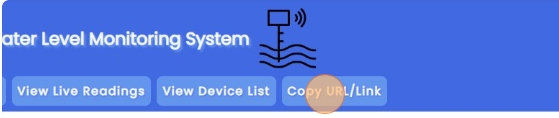 ater Level Monitoring System
View Live Readings View Device List Copy URL/Link